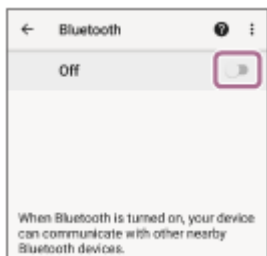 Bluetooth
Off
When Bluetooth is turned on, your device
can communicate with other nearby
Bluetooth devices.